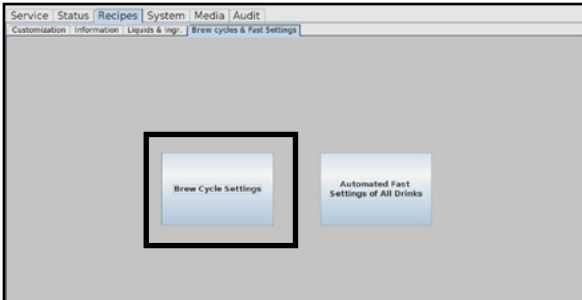 Service Status Recipes System Media Audit
Customization Information Liquids & Ingr. Brew cycles & Fast Settings
Brew Cycle Settings
Automated Fast
Settings of All Drinks